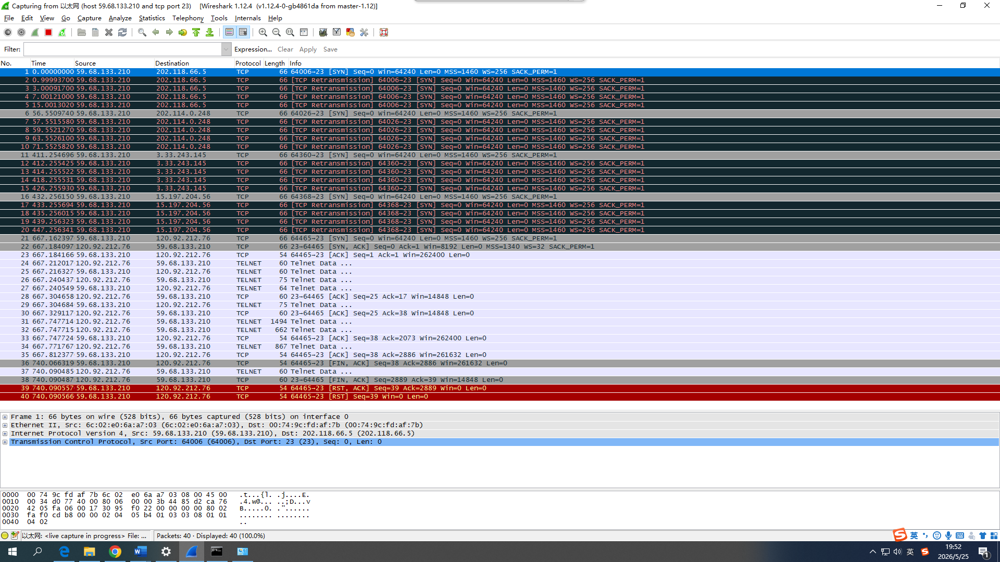 Capturing from 以太网 (host 59.68.133.210 and tcp port 23)    [Wireshark 1.12.4  (v1.12.4-0-gb4861da from master-1.12)]
File  Edit  View  Go  Capture  Analyze  Statistics  Telephony  Tools  Internals  Help
Filter:  Expression...  Clear  Apply  Save
No.  Time  Source  Destination  Protocol  Length  Info
1 0.00000000 59.68.133.210 202.118.66.5 TCP 66 64006→23 [SYN] Seq=0 Win=64240 Len=0 MSS=1460 WS=256 SACK_PERM=1
2 0.99993700 59.68.133.210 202.118.66.5 TCP 66 [TCP Retransmission] 64006→23 [SYN] Seq=0 Win=64240 Len=0 MSS=1460 WS=256 SACK_PERM=1
3 3.00091700 59.68.133.210 202.118.66.5 TCP 66 [TCP Retransmission] 64006→23 [SYN] Seq=0 Win=64240 Len=0 MSS=1460 WS=256 SACK_PERM=1
4 7.00121000 59.68.133.210 202.118.66.5 TCP 66 [TCP Retransmission] 64006→23 [SYN] Seq=0 Win=64240 Len=0 MSS=1460 WS=256 SACK_PERM=1
5 15.0013020 59.68.133.210 202.118.66.5 TCP 66 [TCP Retransmission] 64006→23 [SYN] Seq=0 Win=64240 Len=0 MSS=1460 WS=256 SACK_PERM=1
6 56.5509740 59.68.133.210 202.114.0.248 TCP 66 64026→23 [SYN] Seq=0 Win=64240 Len=0 MSS=1460 WS=256 SACK_PERM=1
7 57.5515580 59.68.133.210 202.114.0.248 TCP 66 [TCP Retransmission] 64026→23 [SYN] Seq=0 Win=64240 Len=0 MSS=1460 WS=256 SACK_PERM=1
8 59.5521270 59.68.133.210 202.114.0.248 TCP 66 [TCP Retransmission] 64026→23 [SYN] Seq=0 Win=64240 Len=0 MSS=1460 WS=256 SACK_PERM=1
9 63.5526100 59.68.133.210 202.114.0.248 TCP 66 [TCP Retransmission] 64026→23 [SYN] Seq=0 Win=64240 Len=0 MSS=1460 WS=256 SACK_PERM=1
10 71.5525820 59.68.133.210 202.114.0.248 TCP 66 [TCP Retransmission] 64026→23 [SYN] Seq=0 Win=64240 Len=0 MSS=1460 WS=256 SACK_PERM=1
11 411.254696 59.68.133.210 3.33.243.145 TCP 66 64360→23 [SYN] Seq=0 Win=64240 Len=0 MSS=1460 WS=256 SACK_PERM=1
12 412.255425 59.68.133.210 3.33.243.145 TCP 66 [TCP Retransmission] 64360→23 [SYN] Seq=0 Win=64240 Len=0 MSS=1460 WS=256 SACK_PERM=1
13 414.255522 59.68.133.210 3.33.243.145 TCP 66 [TCP Retransmission] 64360→23 [SYN] Seq=0 Win=64240 Len=0 MSS=1460 WS=256 SACK_PERM=1
14 418.255531 59.68.133.210 3.33.243.145 TCP 66 [TCP Retransmission] 64360→23 [SYN] Seq=0 Win=64240 Len=0 MSS=1460 WS=256 SACK_PERM=1
15 426.255930 59.68.133.210 3.33.243.145 TCP 66 [TCP Retransmission] 64360→23 [SYN] Seq=0 Win=64240 Len=0 MSS=1460 WS=256 SACK_PERM=1
16 432.256150 59.68.133.210 15.197.204.56 TCP 66 64368→23 [SYN] Seq=0 Win=64240 Len=0 MSS=1460 WS=256 SACK_PERM=1
17 433.255694 59.68.133.210 15.197.204.56 TCP 66 [TCP Retransmission] 64368→23 [SYN] Seq=0 Win=64240 Len=0 MSS=1460 WS=256 SACK_PERM=1
18 435.256015 59.68.133.210 15.197.204.56 TCP 66 [TCP Retransmission] 64368→23 [SYN] Seq=0 Win=64240 Len=0 MSS=1460 WS=256 SACK_PERM=1
19 439.256323 59.68.133.210 15.197.204.56 TCP 66 [TCP Retransmission] 64368→23 [SYN] Seq=0 Win=64240 Len=0 MSS=1460 WS=256 SACK_PERM=1
20 447.256341 59.68.133.210 15.197.204.56 TCP 66 [TCP Retransmission] 64368→23 [SYN] Seq=0 Win=64240 Len=0 MSS=1460 WS=256 SACK_PERM=1
21 667.162397 59.68.133.210 120.92.212.76 TCP 66 64465→23 [SYN] Seq=0 Win=64240 Len=0 MSS=1460 WS=256 SACK_PERM=1
22 667.184097 120.92.212.76 59.68.133.210 TCP 66 23→64465 [SYN, ACK] Seq=0 Ack=1 Win=8192 Len=0 MSS=1340 WS=32 SACK_PERM=1
23 667.184166 59.68.133.210 120.92.212.76 TCP 54 64465→23 [ACK] Seq=1 Ack=1 Win=262400 Len=0
24 667.212017 120.92.212.76 59.68.133.210 TELNET 60 Telnet Data ...
25 667.216327 59.68.133.210 120.92.212.76 TELNET 60 Telnet Data ...
26 667.240437 120.92.212.76 59.68.133.210 TELNET 75 Telnet Data ...
27 667.240549 59.68.133.210 120.92.212.76 TELNET 64 Telnet Data ...
28 667.304658 120.92.212.76 59.68.133.210 TCP 60 23→64465 [ACK] Seq=25 Ack=17 Win=14848 Len=0
29 667.304684 59.68.133.210 120.92.212.76 TELNET 75 Telnet Data ...
30 667.329117 120.92.212.76 59.68.133.210 TCP 60 23→64465 [ACK] Seq=25 Ack=38 Win=14848 Len=0
31 667.747714 120.92.212.76 59.68.133.210 TELNET 1494 Telnet Data ...
32 667.747715 120.92.212.76 59.68.133.210 TELNET 662 Telnet Data ...
33 667.747724 59.68.133.210 120.92.212.76 TCP 54 64465→23 [ACK] Seq=38 Ack=2073 Win=262400 Len=0
34 667.771767 120.92.212.76 59.68.133.210 TELNET 867 Telnet Data ...
35 667.812377 59.68.133.210 120.92.212.76 TCP 54 64465→23 [ACK] Seq=38 Ack=2886 Win=261632 Len=0
36 740.066319 59.68.133.210 120.92.212.76 TCP 54 64465→23 [FIN, ACK] Seq=38 Ack=2886 Win=261632 Len=0
37 740.090485 120.92.212.76 59.68.133.210 TELNET 60 Telnet Data ...
38 740.090487 120.92.212.76 59.68.133.210 TCP 60 23→64465 [FIN, ACK] Seq=2889 Ack=39 Win=14848 Len=0
39 740.090557 59.68.133.210 120.92.212.76 TCP 54 64465→23 [RST, ACK] Seq=39 Ack=2889 Win=0 Len=0
40 740.090566 59.68.133.210 120.92.212.76 TCP 54 64465→23 [RST] Seq=39 Win=0 Len=0
Frame 1: 66 bytes on wire (528 bits), 66 bytes captured (528 bits) on interface 0
Ethernet II, Src: 6c:02:e0:6a:a7:03 (6c:02:e0:6a:a7:03), Dst: 00:74:9c:fd:af:7b (00:74:9c:fd:af:7b)
Internet Protocol Version 4, Src: 59.68.133.210 (59.68.133.210), Dst: 202.118.66.5 (202.118.66.5)
Transmission Control Protocol, Src Port: 64006 (64006), Dst Port: 23 (23), Seq: 0, Len: 0
0000  00 74 9c fd af 7b 6c 02  e0 6a a7 03 08 00 45 00   .t...{l. .j....E.
0010  00 34 d0 77 40 00 80 06  00 00 3b 44 85 d2 ca 76   .4.w@... ..;D...v
0020  42 05 fa 06 00 17 30 95  f0 22 00 00 00 00 80 02   B.....0. ."......
0030  fa f0 cd b8 00 00 02 04  05 b4 01 03 03 08 01 01   ........ ........
0040  04 02   ..
以太网: <live capture in progress> File: ...  Packets: 40 · Displayed: 40 (100.0%)
英
英
19:52
2026/5/25
1